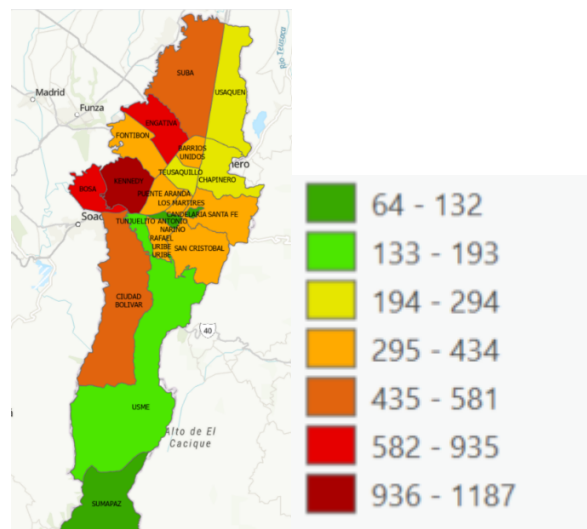 SUBA
USAQUEN
Madrid
Funza
ENGATIVA
FONTIBON
BARRIOS
UNIDOS
nero
TEUSAQUILLO
CHAPINERO
BOSA
KENNEDY
PUENTE ARANDA
LOS MARTIRES
CANDELARIA SANTA FE
Soac
TUNJUELITO ANTONIO
NARIÑO
RAFAEL
URIBE
URIBE
SAN CRISTOBAL
CIUDAD
BOLIVAR
40
USME
Alto de El
Cacique
SUMAPAZ
64 - 132
133 - 193
194 - 294
295 - 434
435 - 581
582 - 935
936 - 1187